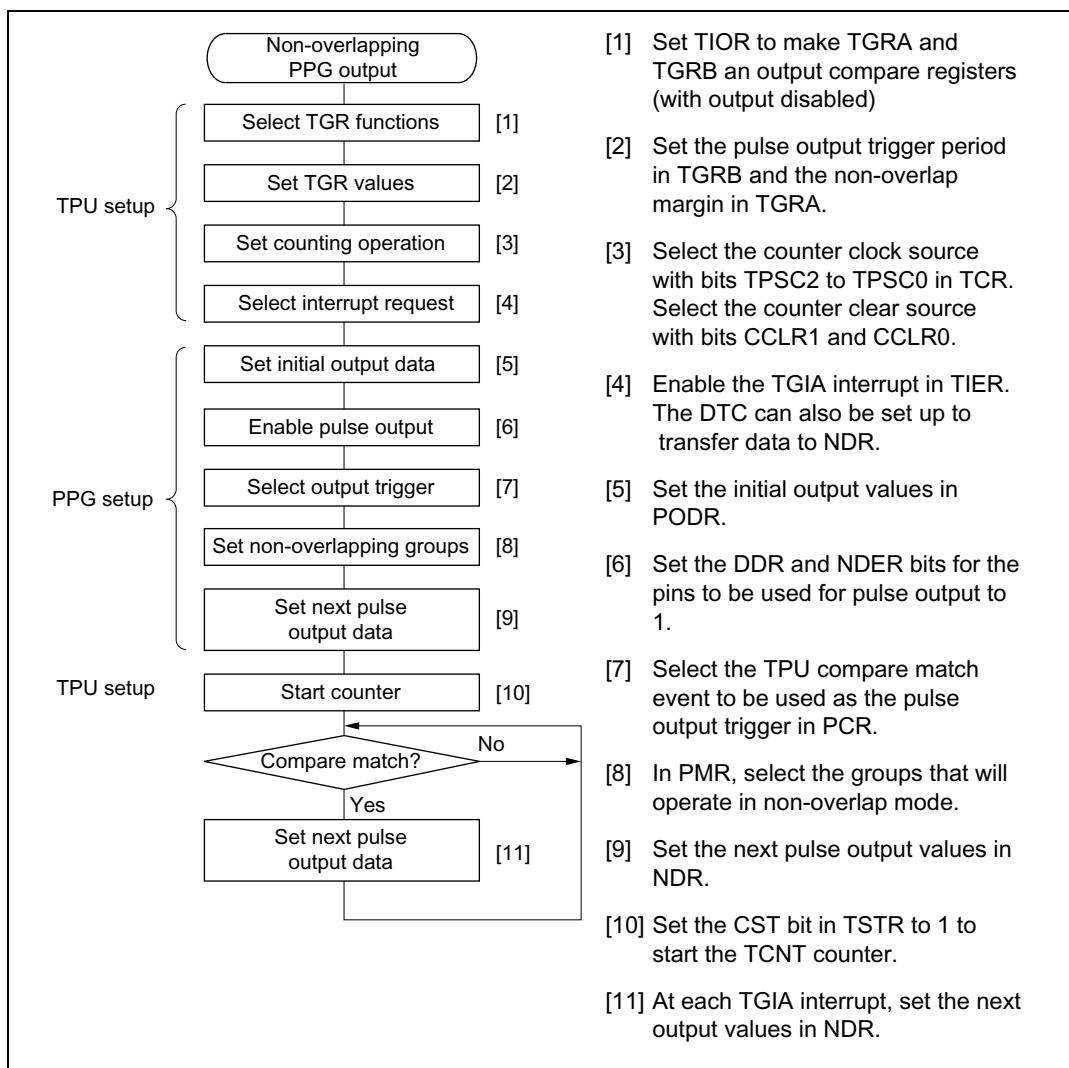 Non-overlapping
PPG output
Select TGR functions [1]
Set TGR values [2]
TPU setup
Set counting operation [3]
Select interrupt request [4]
Set initial output data [5]
Enable pulse output [6]
Select output trigger [7]
PPG setup
Set non-overlapping groups [8]
Set next pulse
output data [9]
TPU setup
Start counter [10]
Compare match?
No
Yes
Set next pulse
output data [11]
[1] Set TIOR to make TGRA and
TGRB an output compare registers
(with output disabled)
[2] Set the pulse output trigger period
in TGRB and the non-overlap
margin in TGRA.
[3] Select the counter clock source
with bits TPSC2 to TPSC0 in TCR.
Select the counter clear source
with bits CCLR1 and CCLR0.
[4] Enable the TGIA interrupt in TIER.
The DTC can also be set up to
transfer data to NDR.
[5] Set the initial output values in
PODR.
[6] Set the DDR and NDER bits for the
pins to be used for pulse output to
1.
[7] Select the TPU compare match
event to be used as the pulse
output trigger in PCR.
[8] In PMR, select the groups that will
operate in non-overlap mode.
[9] Set the next pulse output values in
NDR.
[10] Set the CST bit in TSTR to 1 to
start the TCNT counter.
[11] At each TGIA interrupt, set the next
output values in NDR.